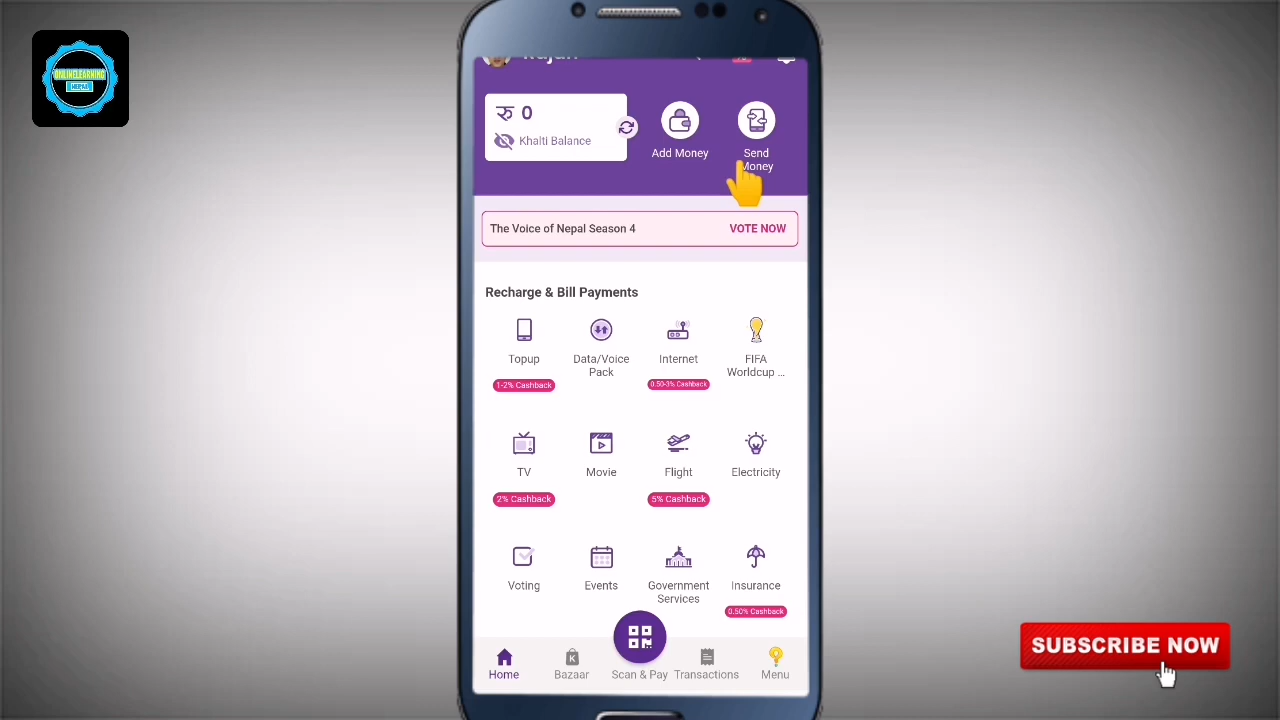 ONLINELEARNING
NEPAL
रु 0
Khalti Balance
Add Money
Send
Money
The Voice of Nepal Season 4
VOTE NOW
Recharge & Bill Payments
Topup
Data/Voice
Pack
Internet
FIFA
Worldcup ...
1-2% Cashback
0.50-3% Cashback
TV
Movie
Flight
Electricity
2% Cashback
5% Cashback
Voting
Events
Government
Services
Insurance
0.50% Cashback
Home
Bazaar
Scan & Pay
Transactions
Menu
SUBSCRIBE NOW